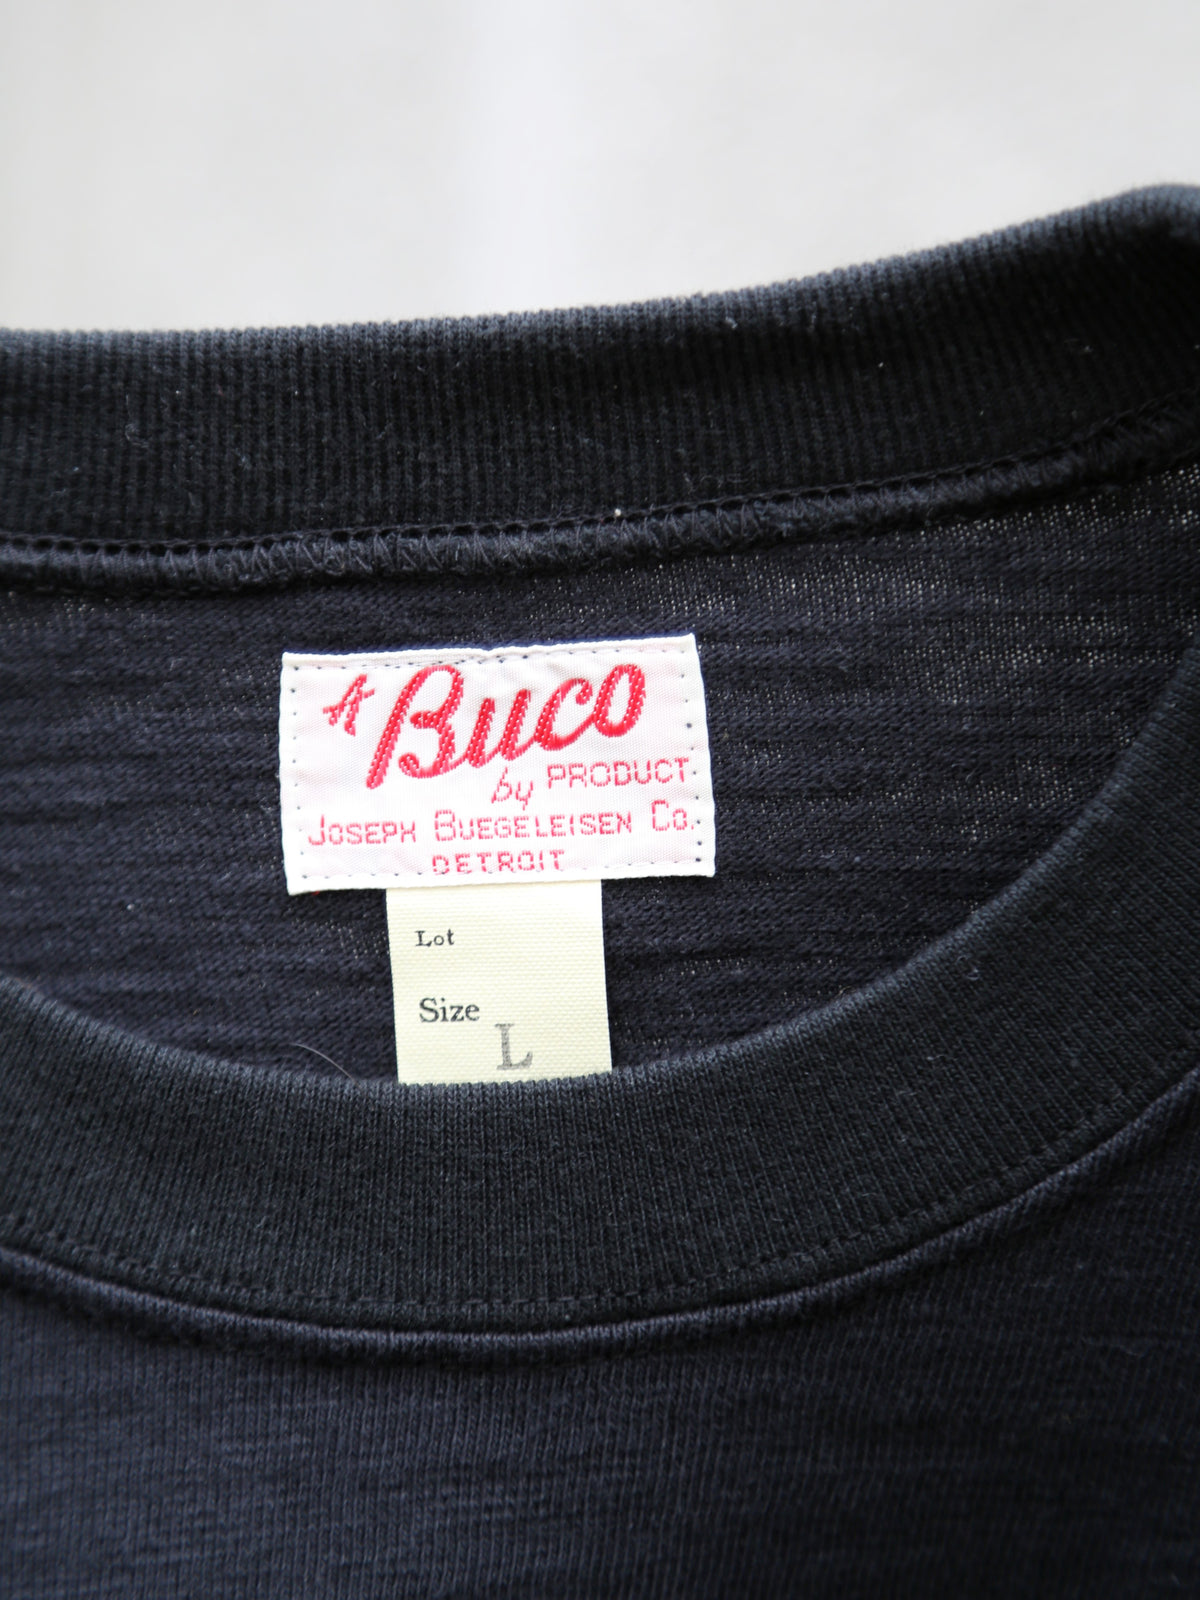 A Buco
by PRODUCT
JOSEPH BUEGELEISEN CO.
DETROIT
Lot
Size
L